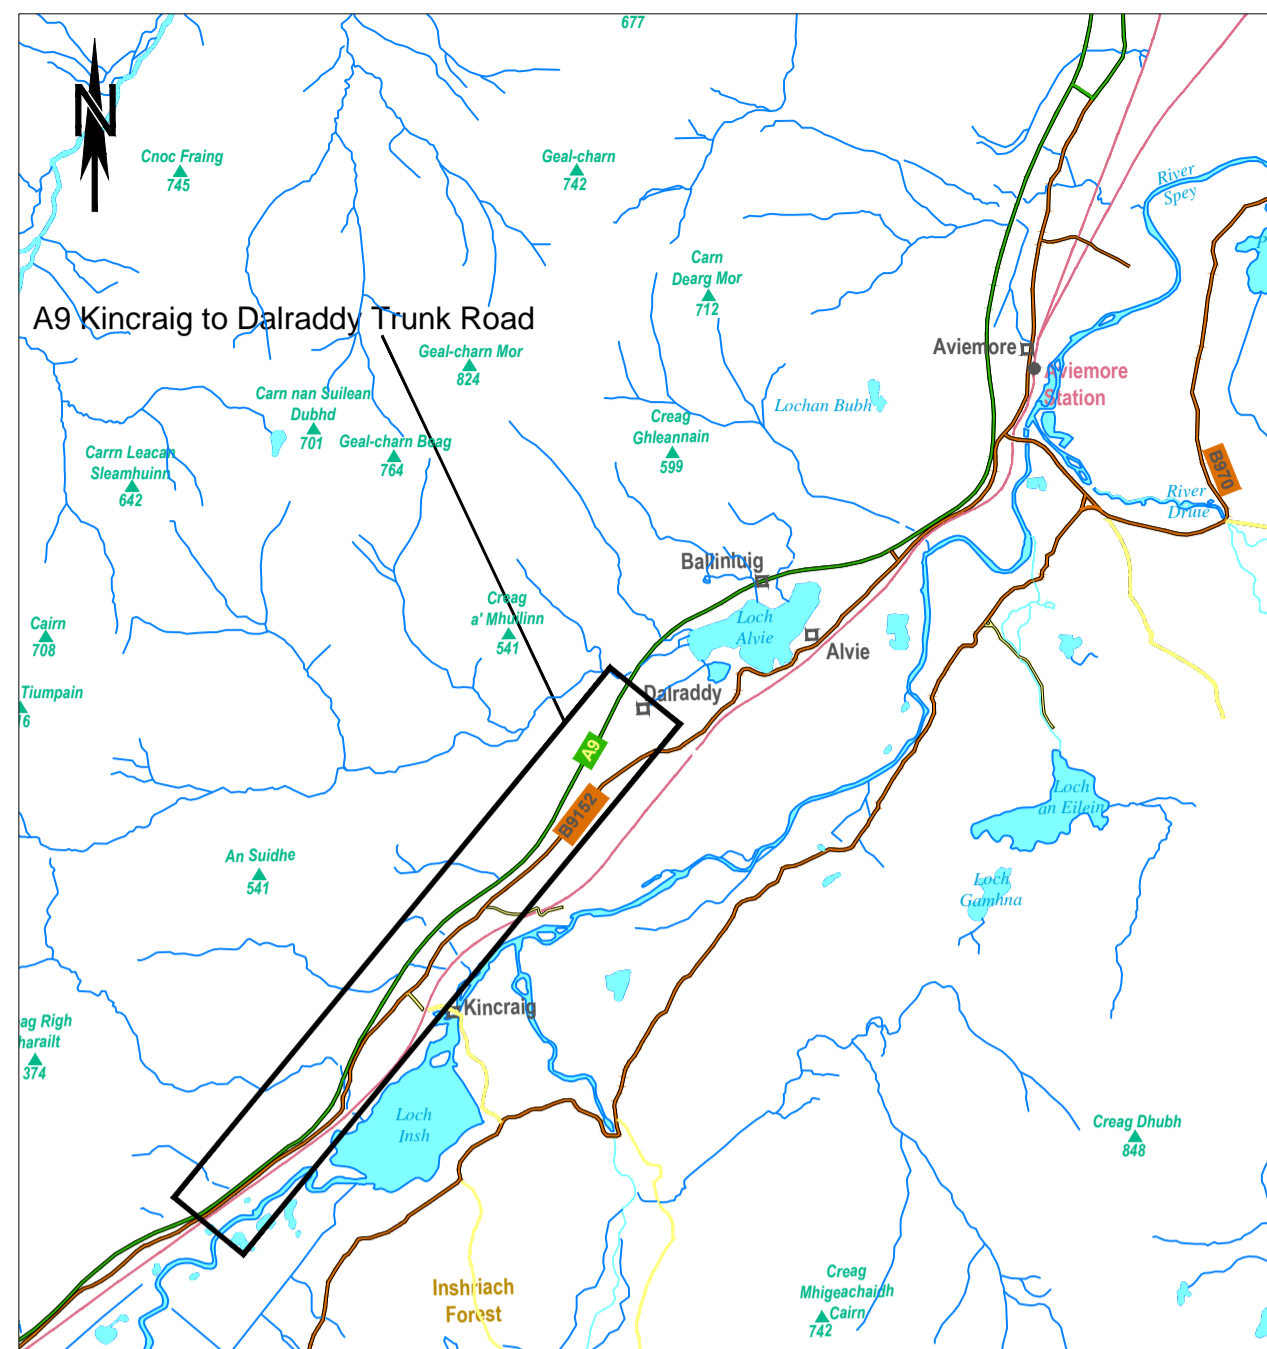 677
N
Cnoc Fraing
745
Geal-charn
742
River
Spey
Carn
Dearg Mor
712
A9 Kincraig to Dalraddy Trunk Road
Geal-charn Mor
824
Aviemore
Aviemore
Station
Carn nan Suilean
Dubhd
701
Lochan Bubh
Creag
Ghleannain
599
Geal-charn Beag
764
Carrn Leacan
Sleamhuinn
642
B970
River
Druie
Ballinluig
Creag
a' Mhuilinn
541
Loch
Alvie
Cairn
708
Alvie
Tiumpain
16
Dalraddy
A9
B9152
Loch
an Eilein
An Suidhe
541
Loch
Gamhna
Kincraig
ag Righ
harailt
374
Loch
Insh
Creag Dhubh
848
Inshriach
Forest
Creag
Mhigeachaidh
Cairn
742